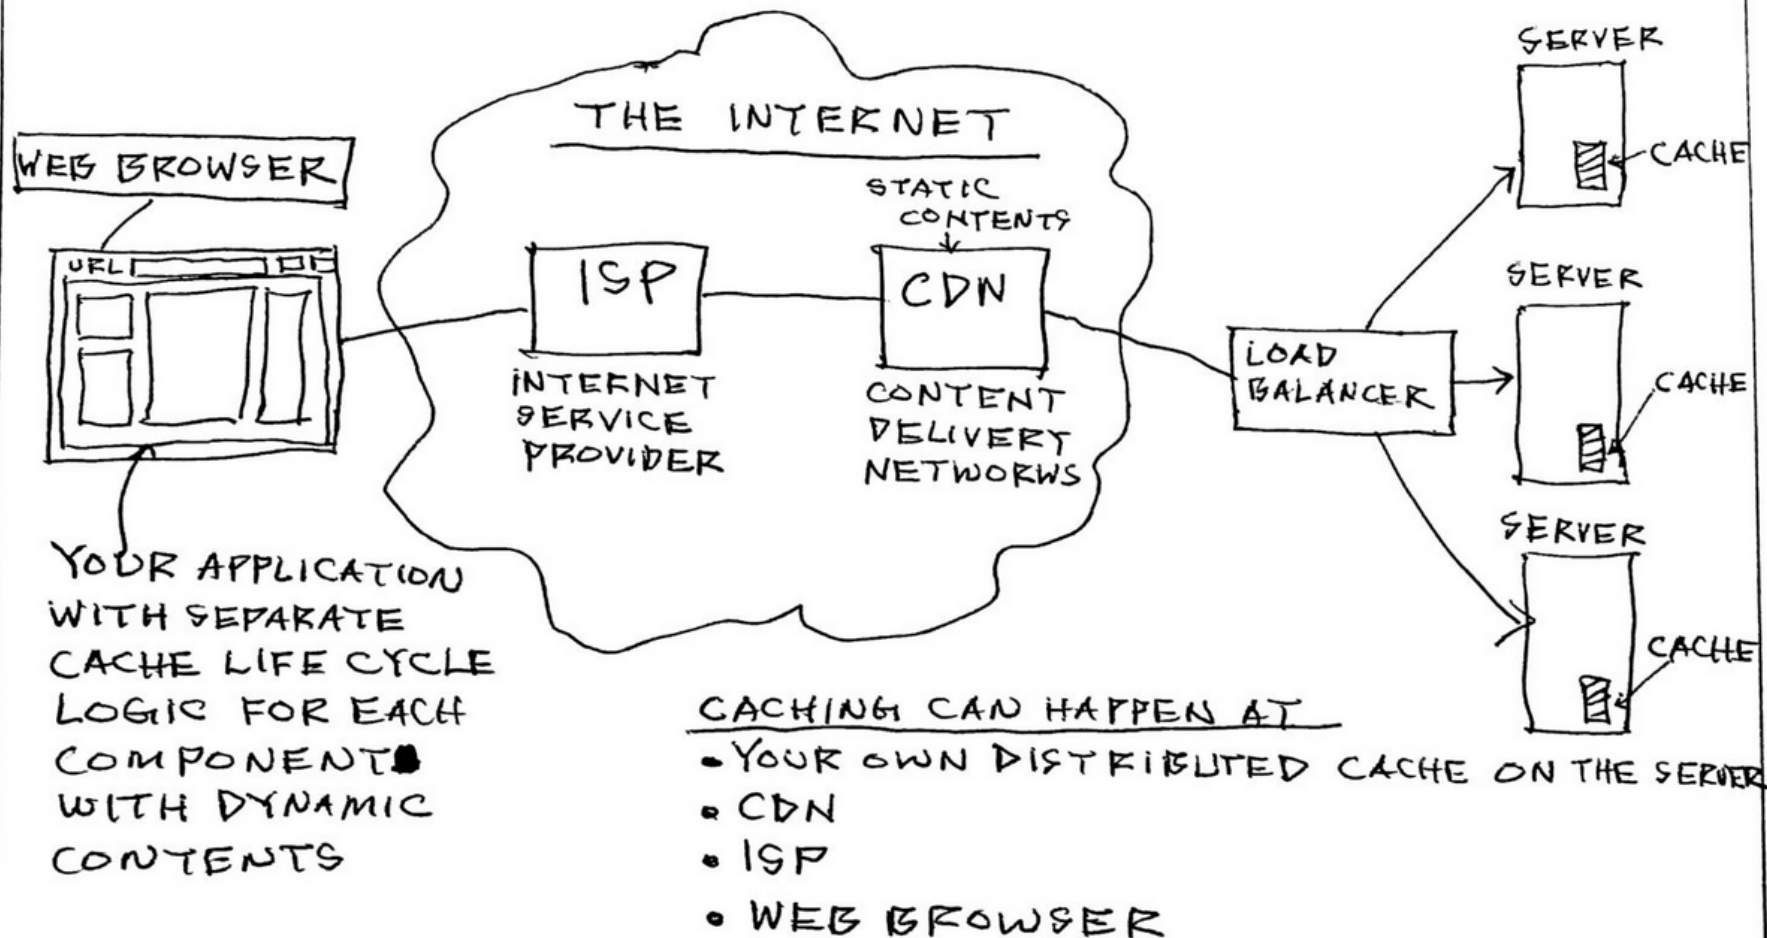 WEB BROWSER
URL
YOUR APPLICATION
WITH SEPARATE
CACHE LIFE CYCLE
LOGIC FOR EACH
COMPONENT
WITH DYNAMIC
CONTENTS
THE INTERNET
ISP
INTERNET
SERVICE
PROVIDER
STATIC
CONTENTS
CDN
CONTENT
DELIVERY
NETWORWS
LOAD
BALANCER
SERVER
CACHE
SERVER
CACHE
SERVER
CACHE
CACHING CAN HAPPEN AT
• YOUR OWN DISTRIBUTED CACHE ON THE SERVER
• CDN
• ISP
• WEB BROWSER